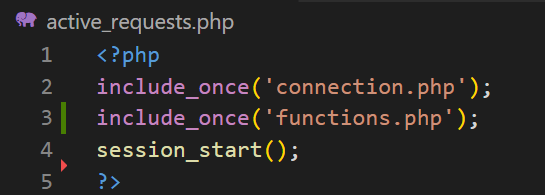 active_requests.php
1 <?php
2 include_once('connection.php');
3 include_once('functions.php');
4 session_start();
5 ?>